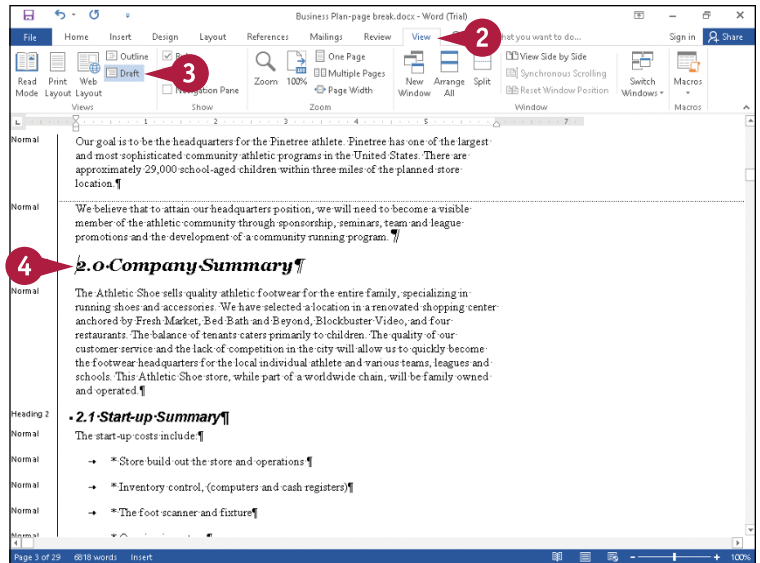 Business Plan-page break.docx - Word (Trial)
File Home Insert Design Layout References Mailings Review View hat you want to do... Sign in Share
2
Read Mode
Print Layout
Web Layout
Outline
Draft
Views
3
Navigation Pane
Show
Zoom
100%
One Page
Multiple Pages
Page Width
Zoom
New Window
Arrange All
Split
View Side by Side
Synchronous Scrolling
Reset Window Position
Window
Switch Windows
Macros
Macros
L 1 2 3 4 5 7
Normal
Our·goal·is·to·be·the·headquarters·for·the·Pinetree·athlete.·Pinetree·has·one·of·the·largest·
and·most·sophisticated·community·athletic·programs·in·the·United·States.·There·are·
approximately·29,000·school-aged·children·within·three·miles·of·the·planned·store·
location.¶
Normal
We·believe·that·to·attain·our·headquarters·position,·we·will·need·to·become·a·visible·
member·of·the·athletic·community·through·sponsorship,·seminars,·team·and·league·
promotions·and·the·development·of·a·community·running·program.·¶
4
2.0·Company·Summary¶
Normal
The·Athletic·Shoe·sells·quality·athletic·footwear·for·the·entire·family,·specializing·in·
running·shoes·and·accessories.·We·have·selected·a·location·in·a·renovated·shopping·center·
anchored·by·Fresh·Market,·Bed·Bath·and·Beyond,·Blockbuster·Video,·and·four·
restaurants.·The·balance·of·tenants·caters·primarily·to·children.·The·quality·of·our·
customer·service·and·the·lack·of·competition·in·the·city·will·allow·us·to·quickly·become·
the·footwear·headquarters·for·the·local·individual·athlete·and·various·teams,·leagues·and·
schools.·This·Athletic·Shoe·store,·while·part·of·a·worldwide·chain,·will·be·family·owned·
and·operated.¶
Heading 2
2.1·Start-up·Summary¶
Normal
The·start-up·costs·include:¶
Normal
→ *·Store·build·out·the·store·and·operations·¶
Normal
→ *·Inventory·control,·(computers·and·cash·registers)¶
Normal
→ *·The·foot·scanner·and·fixture¶
Normal
Page 3 of 29 6818 words Insert 100%